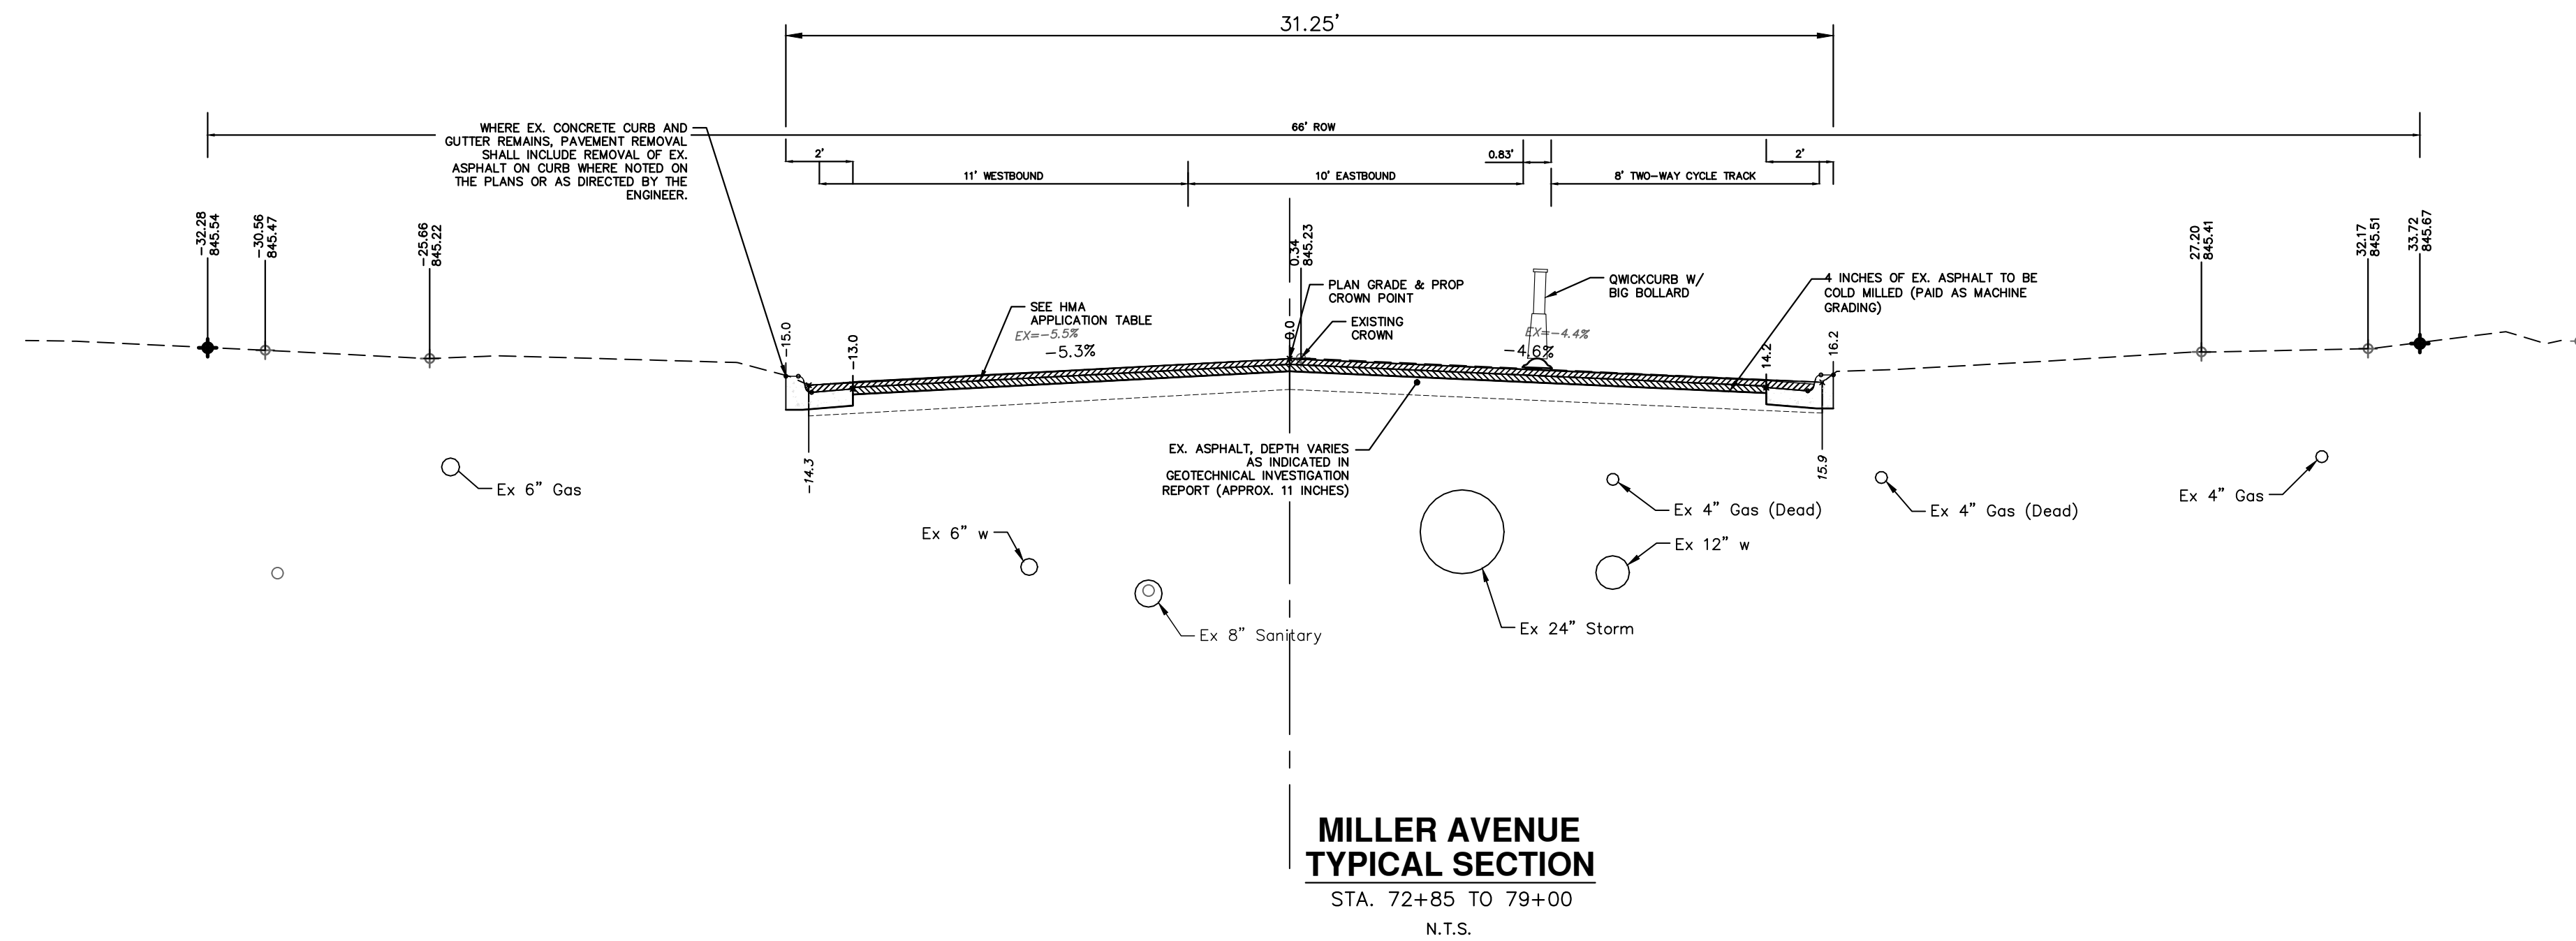 31.25'
WHERE EX. CONCRETE CURB AND
GUTTER REMAINS, PAVEMENT REMOVAL
SHALL INCLUDE REMOVAL OF EX.
ASPHALT ON CURB WHERE NOTED ON
THE PLANS OR AS DIRECTED BY THE
ENGINEER.
66' ROW
2'
0.83'
2'
11' WESTBOUND
10' EASTBOUND
8' TWO-WAY CYCLE TRACK
-32.28
845.54
-30.56
845.47
-25.66
845.22
0.34
845.23
27.20
845.41
32.17
845.51
33.72
845.67
SEE HMA
APPLICATION TABLE
EX=-5.5%
-5.3%
PLAN GRADE & PROP
CROWN POINT
EXISTING
CROWN
QWICKCURB W/
BIG BOLLARD
4 INCHES OF EX. ASPHALT TO BE
COLD MILLED (PAID AS MACHINE
GRADING)
EX=-4.4%
-4.6%
-15.0
-13.0
0.0
14.2
16.2
-14.3
15.9
EX. ASPHALT, DEPTH VARIES
AS INDICATED IN
GEOTECHNICAL INVESTIGATION
REPORT (APPROX. 11 INCHES)
Ex 6" Gas
Ex 6" w
Ex 8" Sanitary
Ex 24" Storm
Ex 4" Gas (Dead)
Ex 12" w
Ex 4" Gas (Dead)
Ex 4" Gas
MILLER AVENUE
TYPICAL SECTION
STA. 72+85 TO 79+00
N.T.S.